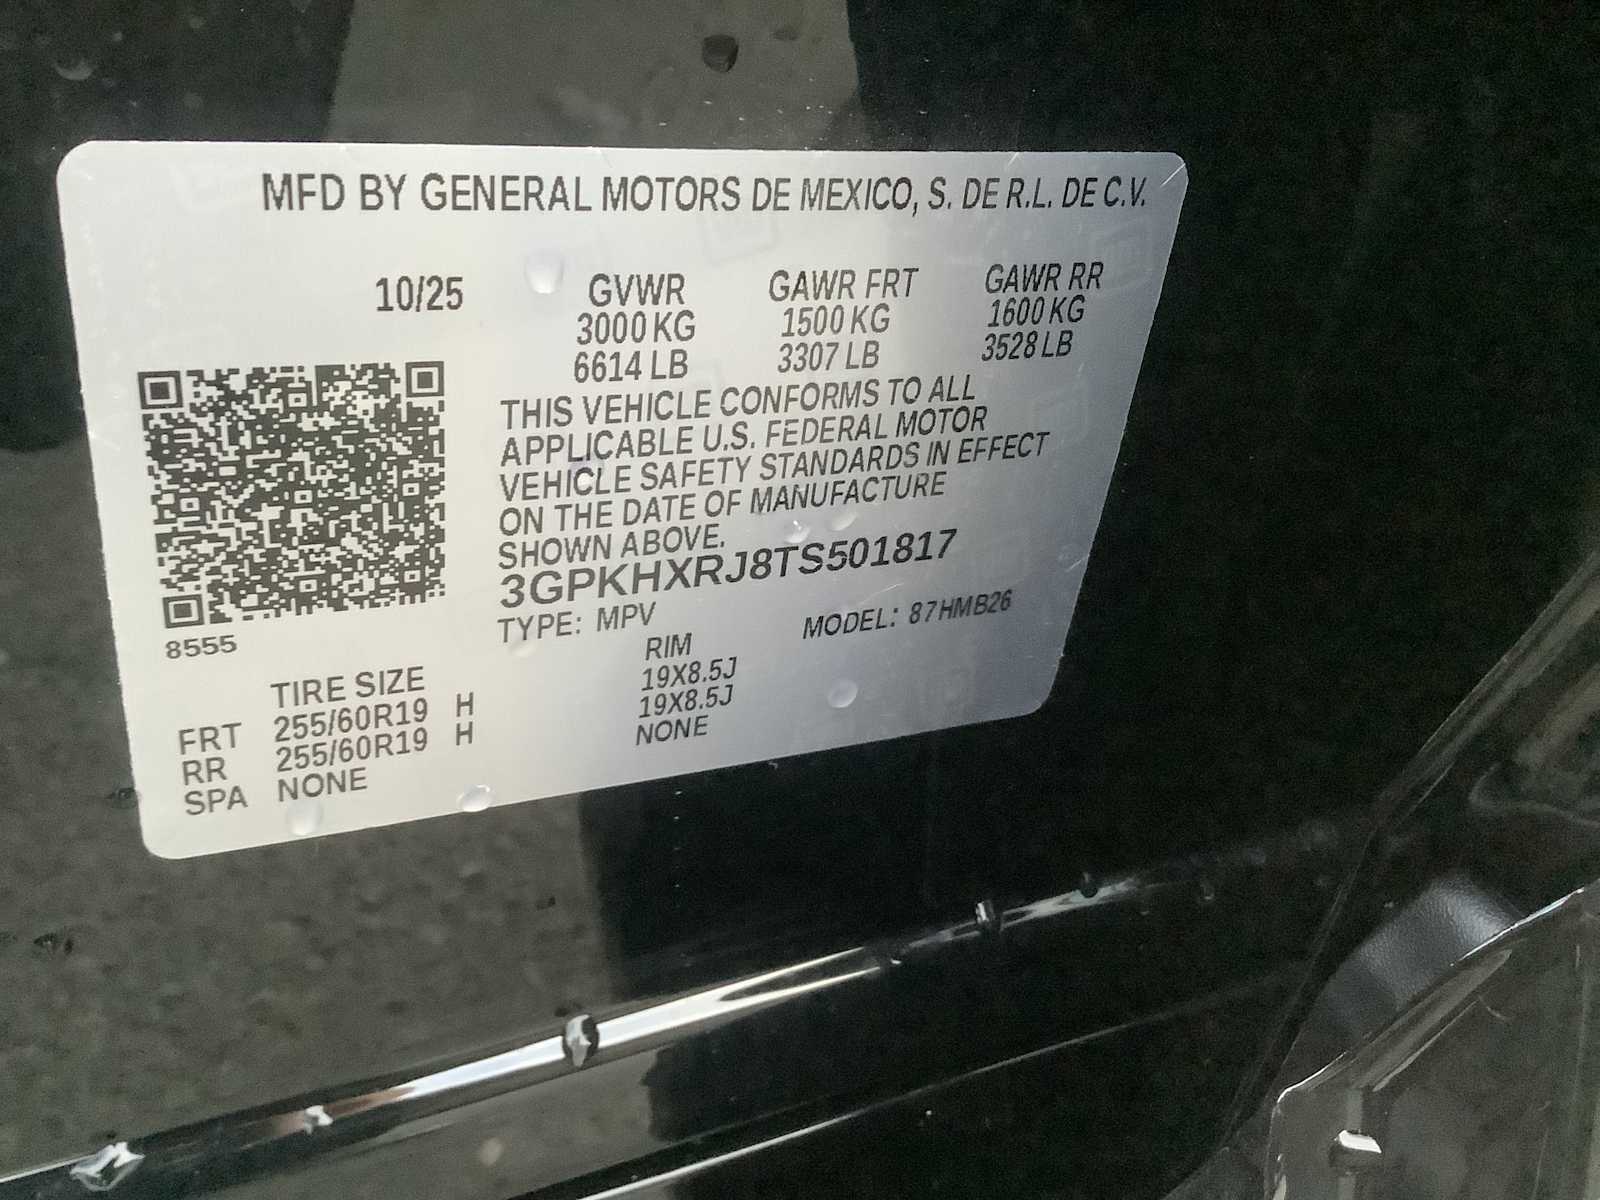 MFD BY GENERAL MOTORS DE MEXICO, S. DE R.L. DE C.V.
10/25 GVWR GAWR FRT GAWR RR
3000 KG 1500 KG 1600 KG
6614 LB 3307 LB 3528 LB
THIS VEHICLE CONFORMS TO ALL
APPLICABLE U.S. FEDERAL MOTOR
VEHICLE SAFETY STANDARDS IN EFFECT
ON THE DATE OF MANUFACTURE
SHOWN ABOVE.
3GPKHXRJ8TS501817
TYPE: MPV MODEL: 87HMB26
8555
TIRE SIZE RIM
FRT 255/60R19 H 19X8.5J
RR 255/60R19 H 19X8.5J
SPA NONE NONE